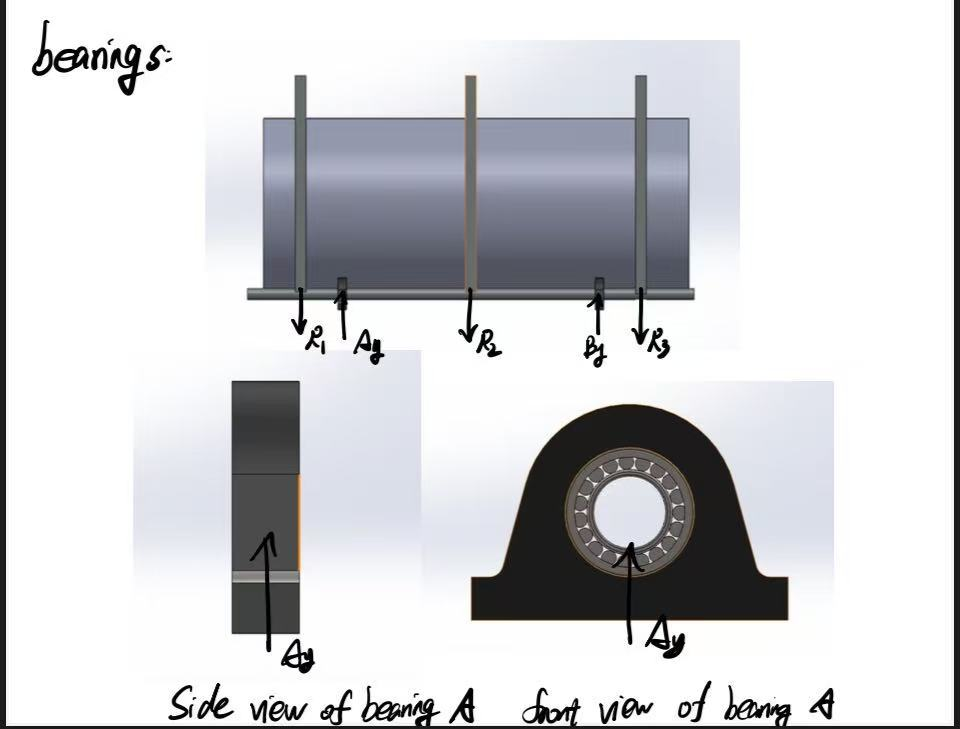 bearings:
R1 Ay R2 By R3
Ay Ay
Side view of bearing A front view of bearing A